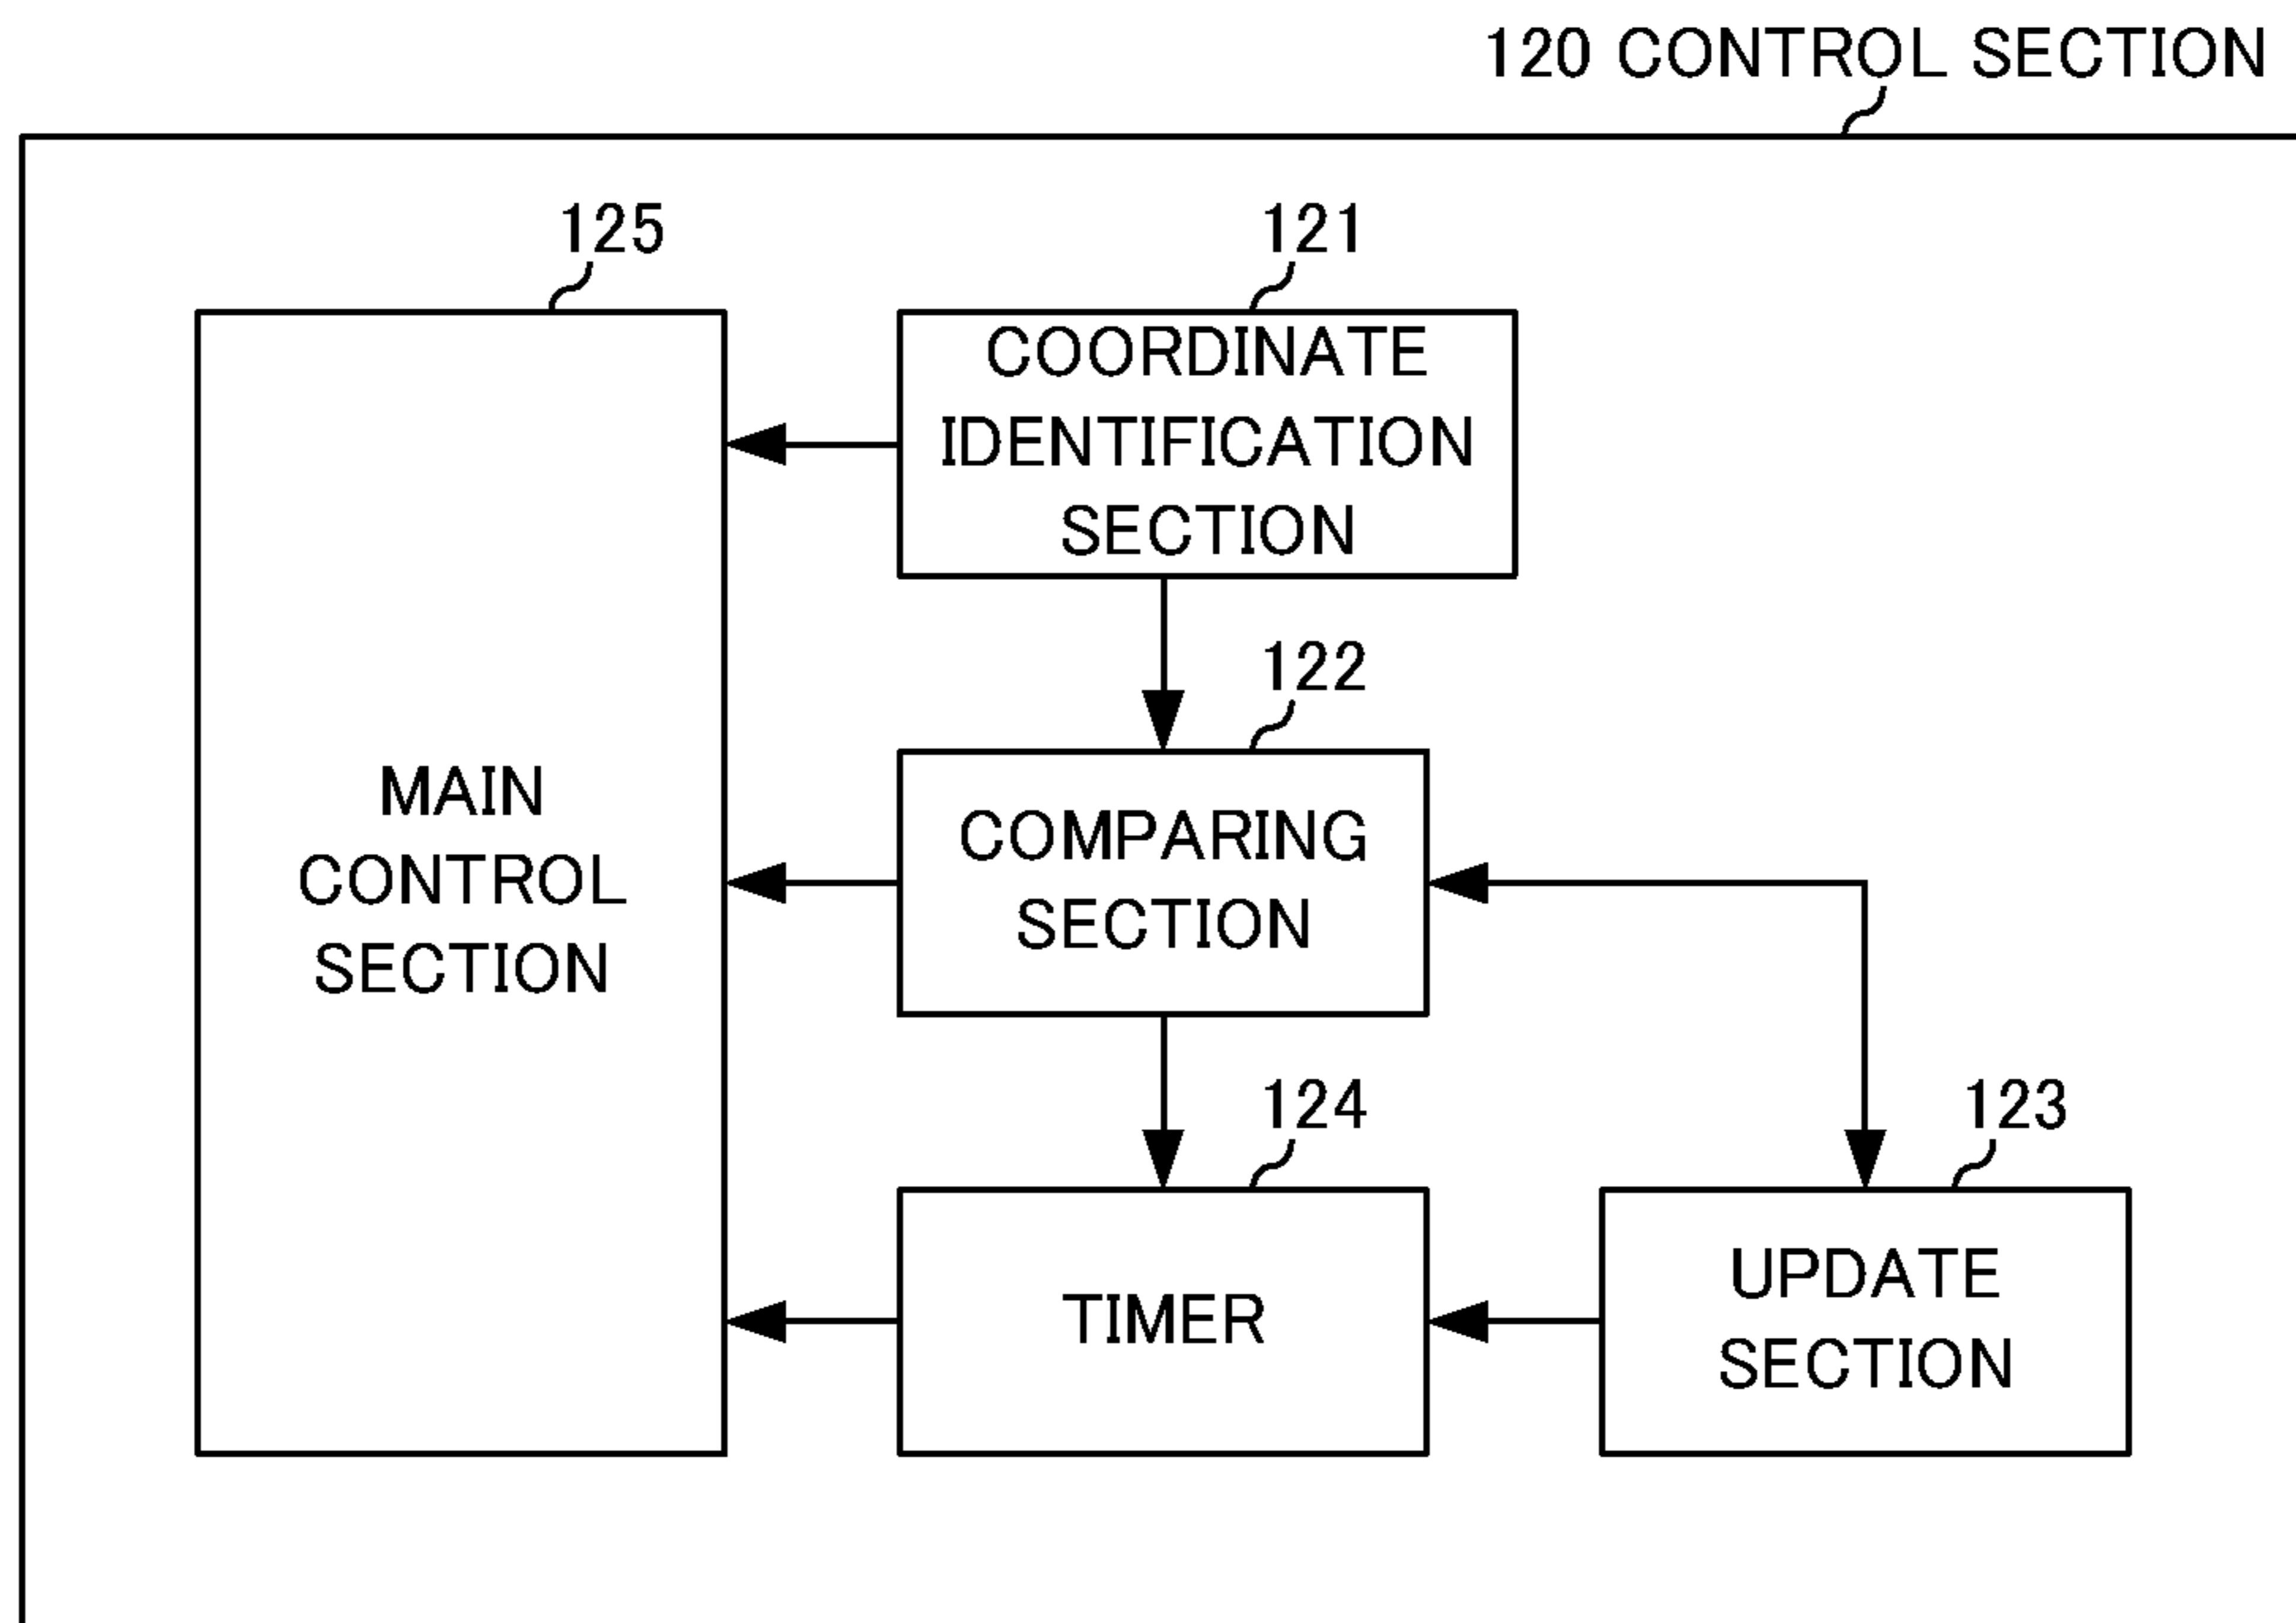 120 CONTROL SECTION
125
121
COORDINATE
IDENTIFICATION
SECTION
122
MAIN
CONTROL
SECTION
COMPARING
SECTION
124
123
TIMER
UPDATE
SECTION